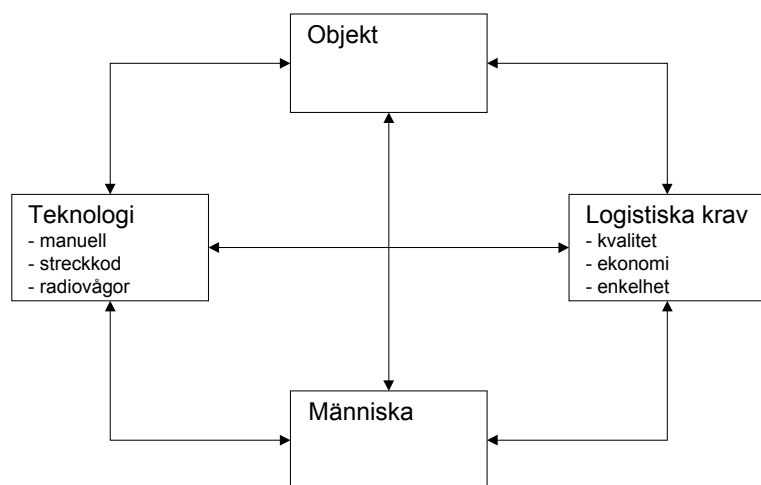 Objekt
Teknologi
- manuell
- streckkod
- radiovågor
Logistiska krav
- kvalitet
- ekonomi
- enkelhet
Människa